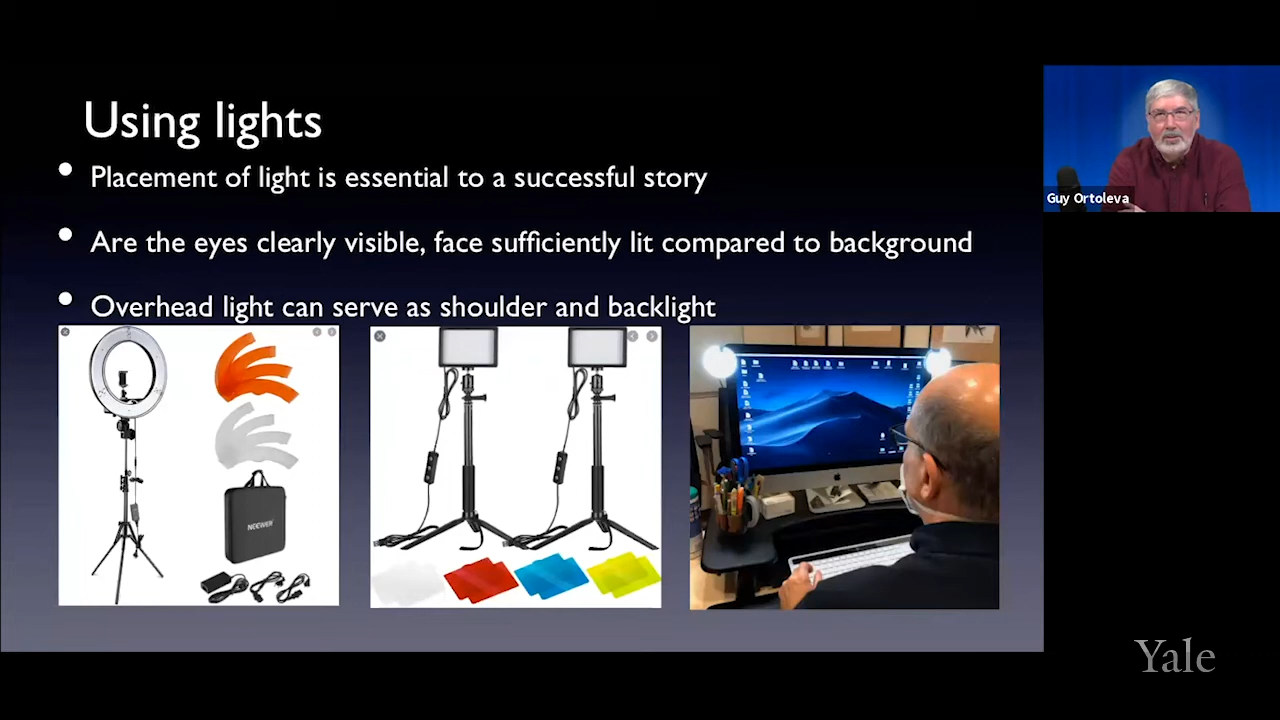 Using lights
• Placement of light is essential to a successful story
• Are the eyes clearly visible, face sufficiently lit compared to background
• Overhead light can serve as shoulder and backlight
NEEWER
Guy Ortoleva
Yale